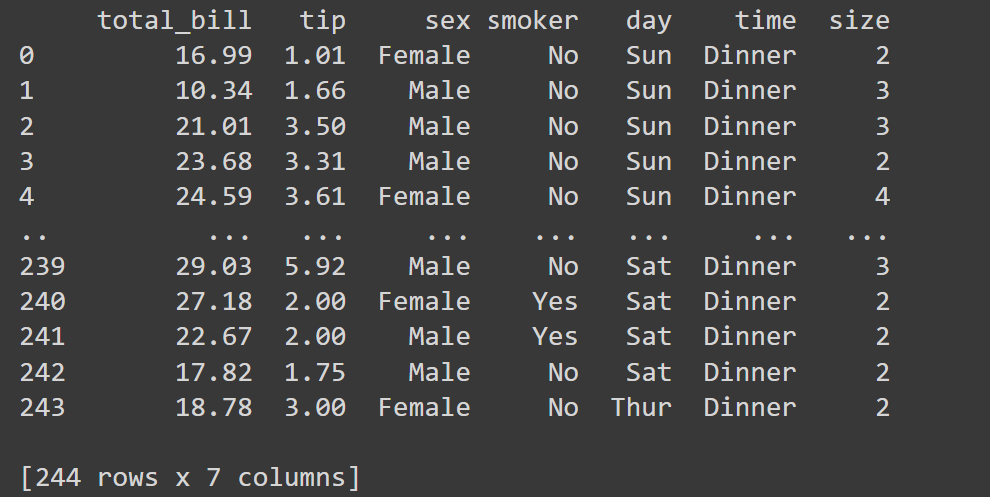 total_bill tip sex smoker day time size
0 16.99 1.01 Female No Sun Dinner 2
1 10.34 1.66 Male No Sun Dinner 3
2 21.01 3.50 Male No Sun Dinner 3
3 23.68 3.31 Male No Sun Dinner 2
4 24.59 3.61 Female No Sun Dinner 4
.. ... ... ... ... ... ... ...
239 29.03 5.92 Male No Sat Dinner 3
240 27.18 2.00 Female Yes Sat Dinner 2
241 22.67 2.00 Male Yes Sat Dinner 2
242 17.82 1.75 Male No Sat Dinner 2
243 18.78 3.00 Female No Thur Dinner 2
[244 rows x 7 columns]